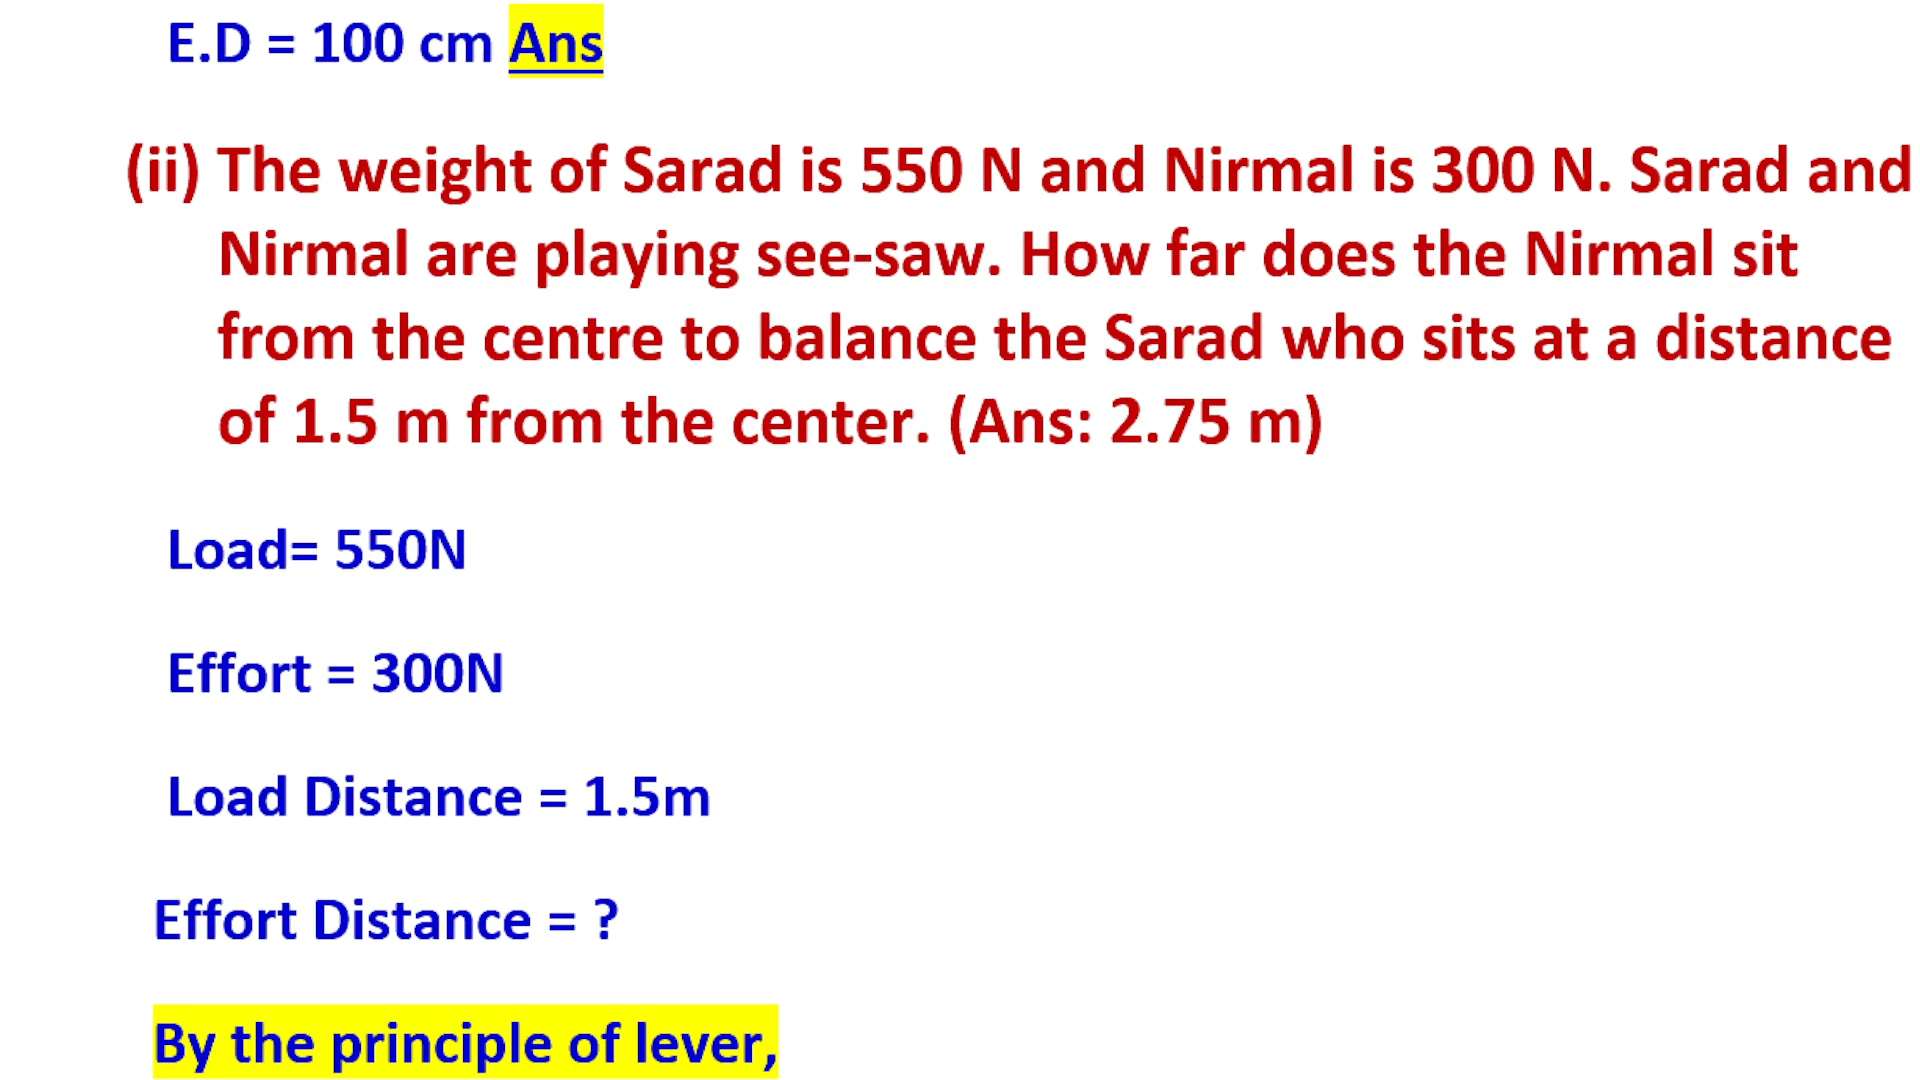 E.D = 100 cm Ans
(ii) The weight of Sarad is 550 N and Nirmal is 300 N. Sarad and
Nirmal are playing see-saw. How far does the Nirmal sit
from the centre to balance the Sarad who sits at a distance
of 1.5 m from the center. (Ans: 2.75 m)
Load= 550N
Effort = 300N
Load Distance = 1.5m
Effort Distance = ?
By the principle of lever,